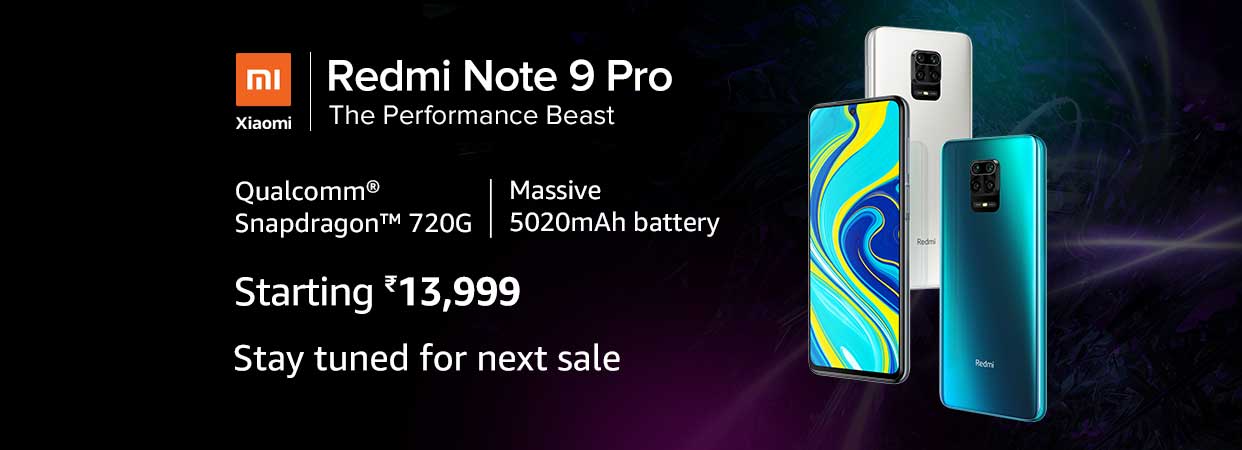 mi
Xiaomi
Redmi Note 9 Pro
The Performance Beast
Qualcomm®
Snapdragon™ 720G
Massive
5020mAh battery
Starting ₹13,999
Stay tuned for next sale
Redmi
Redmi